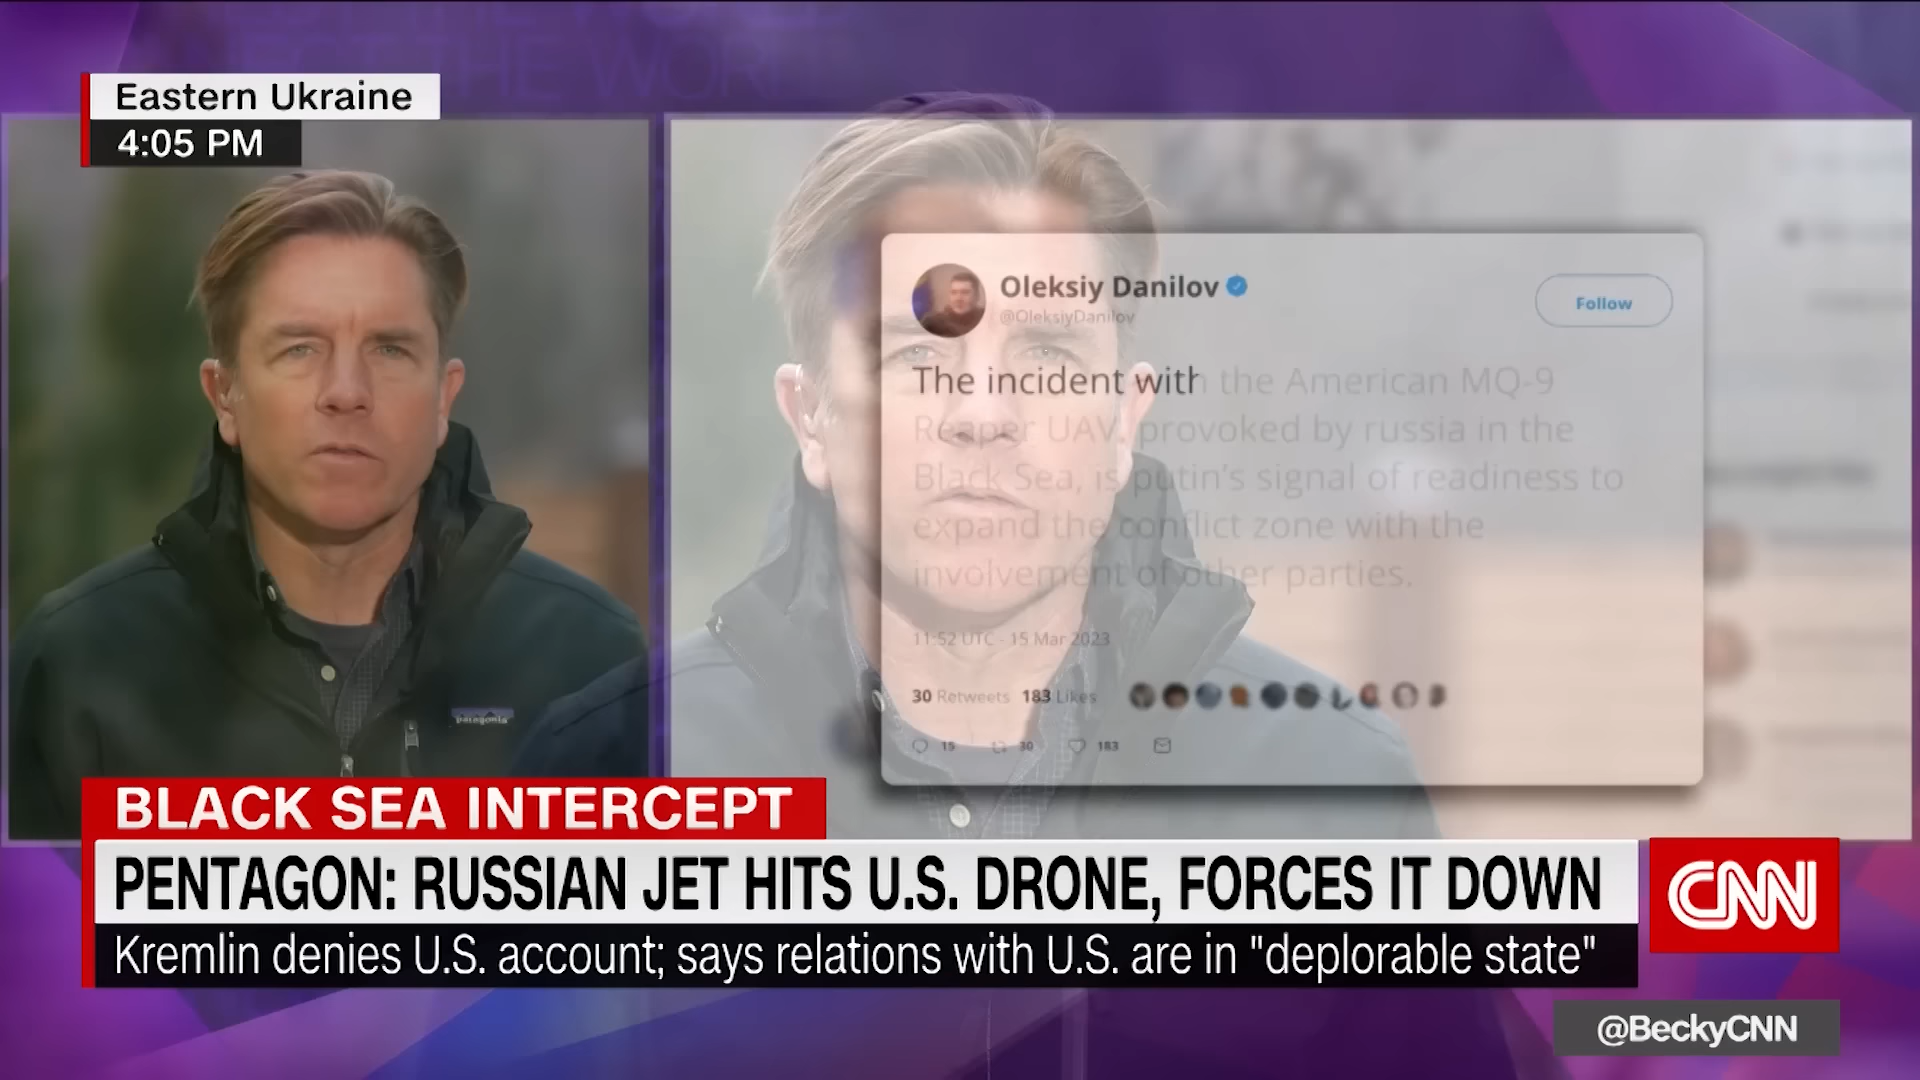 CONNECT THE WORLD
Eastern Ukraine
4:05 PM
Oleksiy Danilov
@OleksiyDanilov
Follow
The incident with the American MQ-9
Reaper UAV, provoked by russia in the
Black Sea, is putin's signal of readiness to
expand the conflict zone with the
involvement of other parties.
11:52 UTC - 15 Mar 2023
30 Retweets 183 Likes
15 30 183
patagonia
BLACK SEA INTERCEPT
PENTAGON: RUSSIAN JET HITS U.S. DRONE, FORCES IT DOWN
Kremlin denies U.S. account; says relations with U.S. are in "deplorable state"
CNN
@BeckyCNN